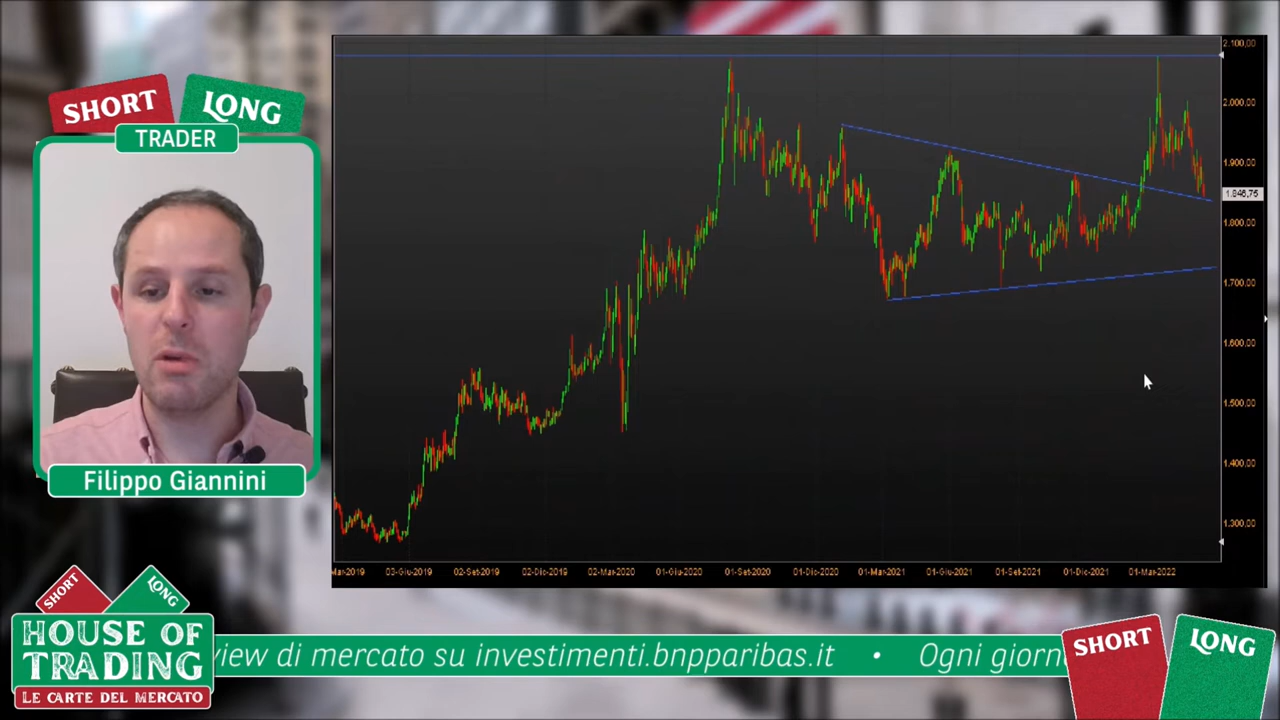 SHORT
LONG
TRADER
Filippo Giannini
2.100,00
2.000,00
1.900,00
1.846,75
1.800,00
1.700,00
1.600,00
1.500,00
1.400,00
1.300,00
Mar-2019 03-Giu-2019 02-Set-2019 02-Dic-2019 02-Mar-2020 01-Giu-2020 01-Set-2020 01-Dic-2020 01-Mar-2021 01-Giu-2021 01-Set-2021 01-Dic-2021 01-Mar-2022
SHORT
LONG
HOUSE OF
TRADING
LE CARTE DEL MERCATO
view di mercato su investimenti.bnpparibas.it • Ogni giorn
SHORT
LONG